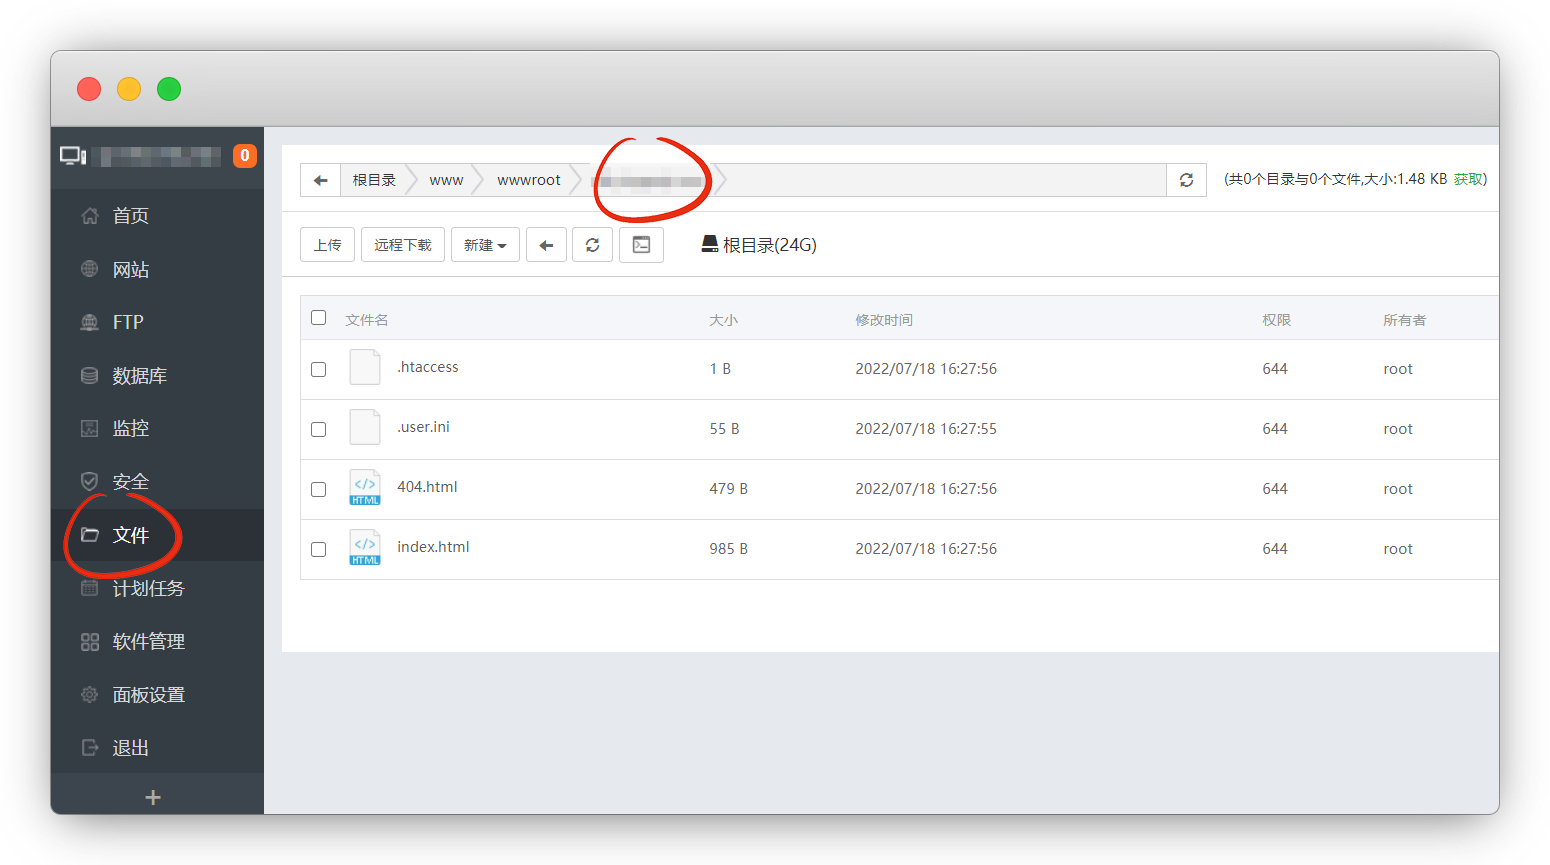 0
首页
网站
FTP
数据库
监控
安全
文件
计划任务
软件管理
面板设置
退出
+
根目录 www wwwroot
(共0个目录与0个文件,大小:1.48 KB 获取)
上传 远程下载 新建 根目录(24G)
文件名 大小 修改时间 权限 所有者
.htaccess 1 B 2022/07/18 16:27:56 644 root
.user.ini 55 B 2022/07/18 16:27:55 644 root
</> HTML 404.html 479 B 2022/07/18 16:27:56 644 root
</> HTML index.html 985 B 2022/07/18 16:27:56 644 root